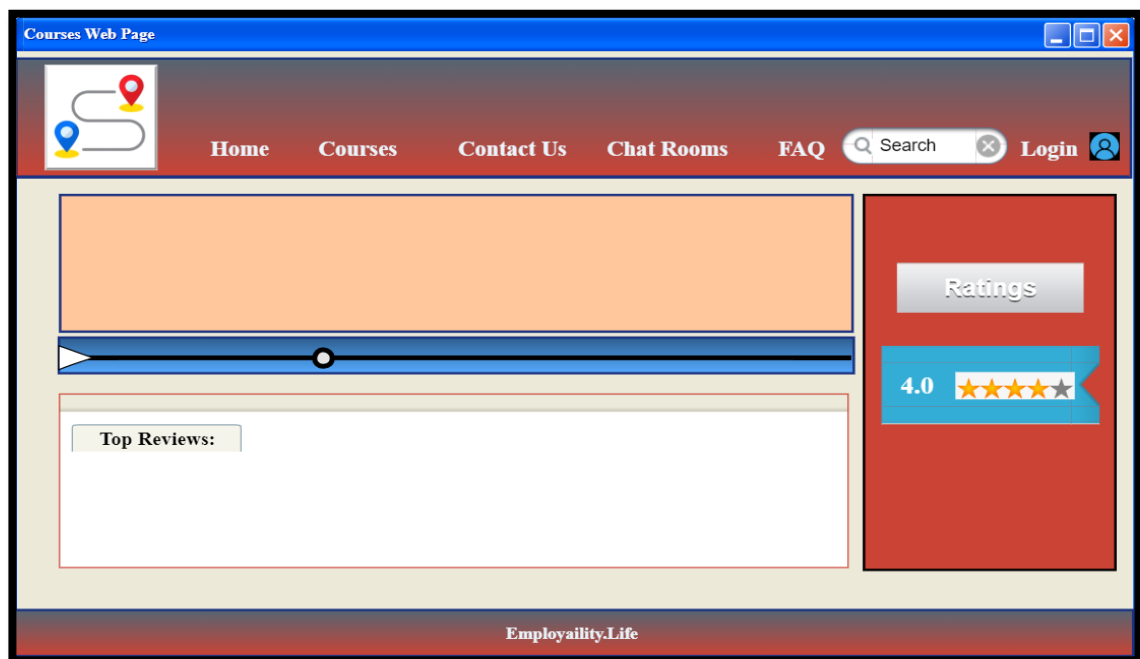 Courses Web Page
Home Courses Contact Us Chat Rooms FAQ Search Login
Ratings
4.0
Top Reviews:
Employaility.Life